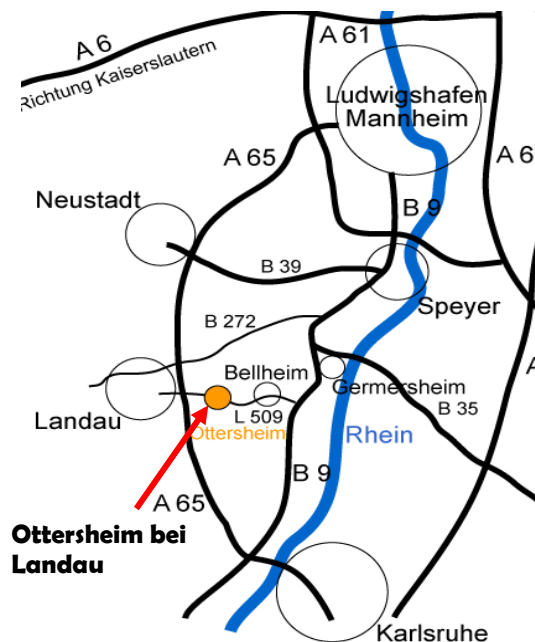 A 6
A 61
Richtung Kaiserslautern
Ludwigshafen
Mannheim
A 65
A 6
Neustadt
B 9
B 39
Speyer
B 272
Bellheim
Germersheim
Landau
L 509
B 35
Ottersheim
Rhein
B 9
A 65
Ottersheim bei
Landau
Karlsruhe